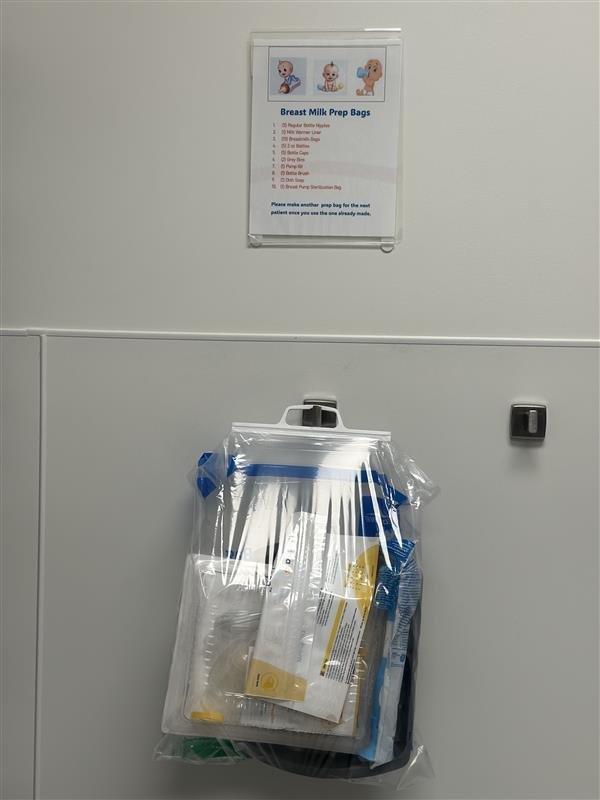 Breast Milk Prep Bags
1. (5) Regular Bottle Nipples
2. (1) Milk Warmer Liner
3. (10) Breastmilk Bags
4. (5) 2 oz Bottles
5. (5) Bottle Caps
6. (2) Grey Bins
7. (1) Pump Kit
8. (1) Bottle Brush
9. (1) Dish Soap
10. (1) Breast Pump Sterilization Bag
Please make another prep bag for the next
patient once you use the one already made.